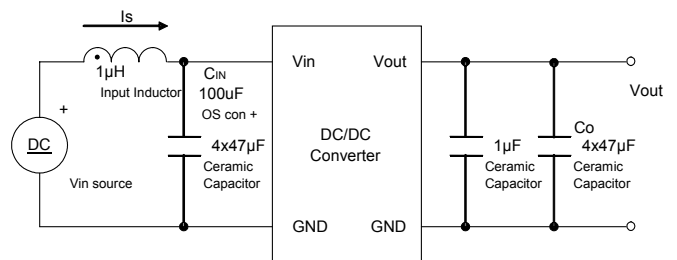 Is
1µH
Input Inductor
+
DC
Vin source
CIN
100uF
OS con +
4x47µF
Ceramic
Capacitor
Vin
Vout
DC/DC
Converter
GND
GND
1µF
Ceramic
Capacitor
Co
4x47µF
Ceramic
Capacitor
Vout